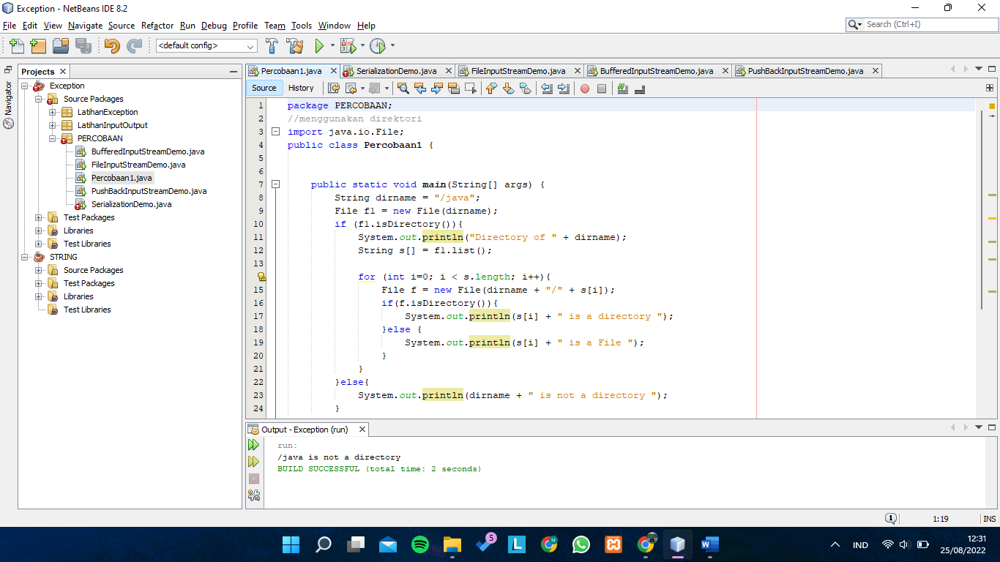 Exception - NetBeans IDE 8.2
File Edit View Navigate Source Refactor Run Debug Profile Team Tools Window Help
Search (Ctrl+I)
<default config>
Projects
Navigator
Exception
Source Packages
LatihanException
LatihanInputOutput
PERCOBAAN
BufferedInputStreamDemo.java
FileInputStreamDemo.java
Percobaan1.java
PushBackInputStreamDemo.java
SerializationDemo.java
Test Packages
Libraries
Test Libraries
STRING
Source Packages
Test Packages
Libraries
Test Libraries
Percobaan1.java SerializationDemo.java FileInputStreamDemo.java BufferedInputStreamDemo.java PushBackInputStreamDemo.java
Source History
1 package PERCOBAAN;
2 //menggunakan direktori
3 import java.io.File;
4 public class Percobaan1 {
5
6
7 public static void main(String[] args) {
8 String dirname = "/java";
9 File f1 = new File(dirname);
10 if (f1.isDirectory()){
11 System.out.println("Directory of " + dirname);
12 String s[] = f1.list();
13
for (int i=0; i < s.length; i++){
15 File f = new File(dirname + "/" + s[i]);
16 if(f.isDirectory()){
17 System.out.println(s[i] + " is a directory ");
18 }else {
19 System.out.println(s[i] + " is a File ");
20 }
21 }
22 }else{
23 System.out.println(dirname + " is not a directory ");
24 }
Output - Exception (run)
run:
/java is not a directory
BUILD SUCCESSFUL (total time: 2 seconds)
1
1:19 INS
5
L
W
IND
12:31
25/08/2022